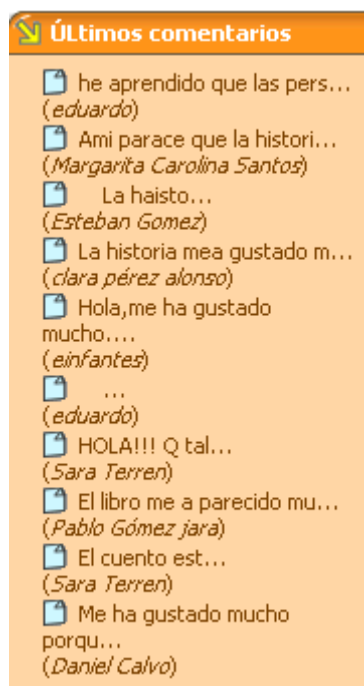 ÚLtimos comentarios
he aprendido que las pers...
(eduardo)
Ami parace que la histori...
(Margarita Carolina Santos)
La haisto...
(Esteban Gomez)
La historia mea gustado m...
(clara pérez alonso)
Hola,me ha gustado
mucho....
(einfantes)
...
(eduardo)
HOLA!!! Q tal...
(Sara Terren)
El libro me a parecido mu...
(Pablo Gómez jara)
El cuento est...
(Sara Terren)
Me ha gustado mucho
porqu...
(Daniel Calvo)